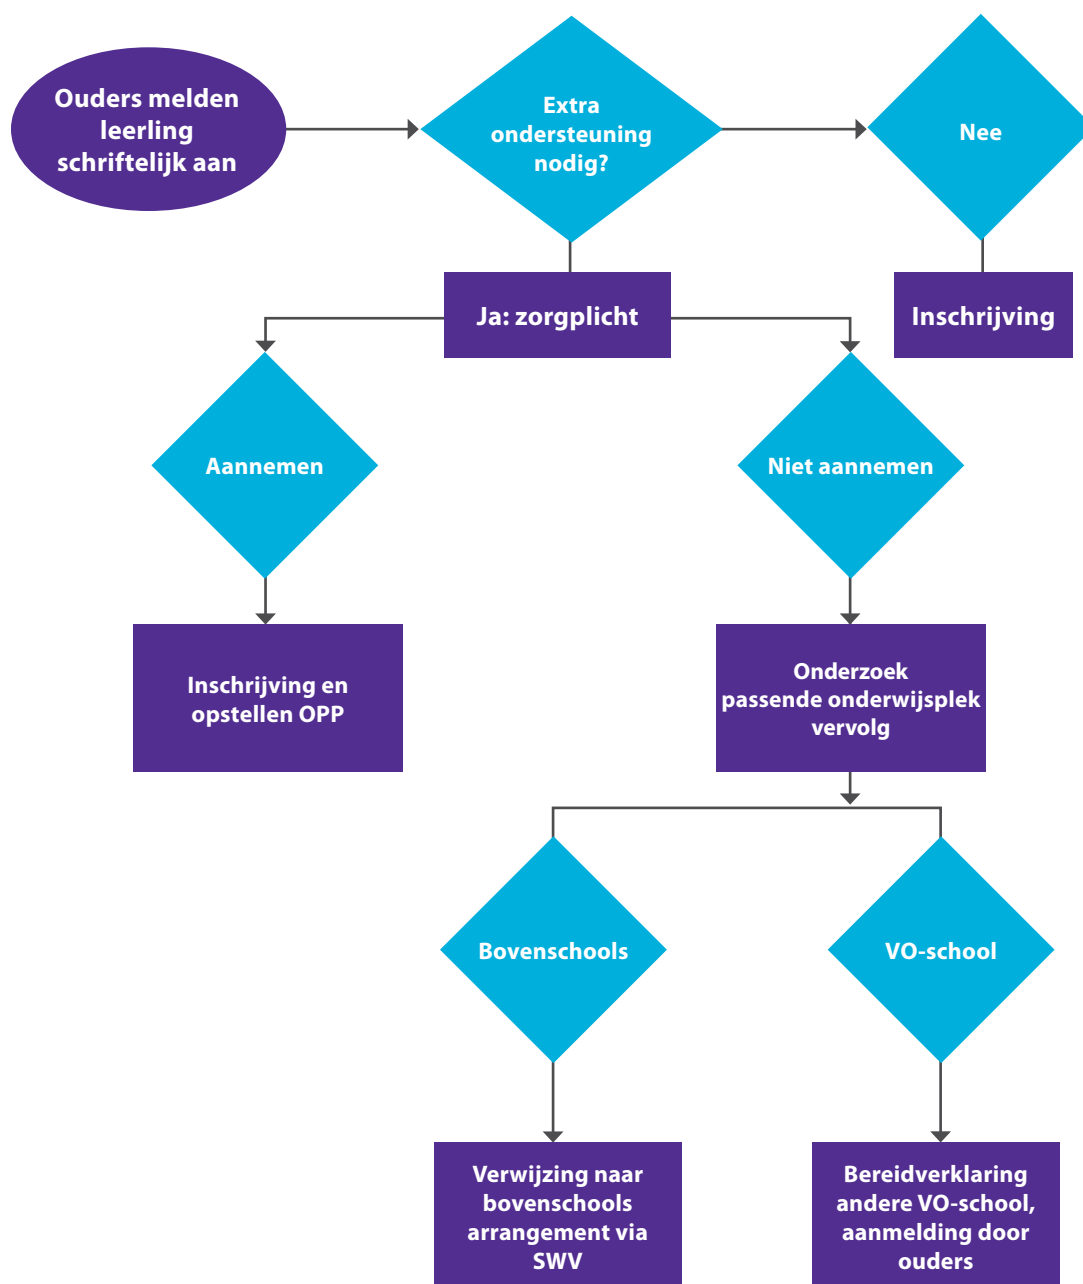 Ouders melden
leerling
schriftelijk aan
Extra
ondersteuning
nodig?
Nee
Ja: zorgplicht
Inschrijving
Aannemen
Niet aannemen
Inschrijving en
opstellen OPP
Onderzoek
passende onderwijsplek
vervolg
Bovenschools
VO-school
Verwijzing naar
bovenschools
arrangement via
SWV
Bereidverklaring
andere VO-school,
aanmelding door
ouders